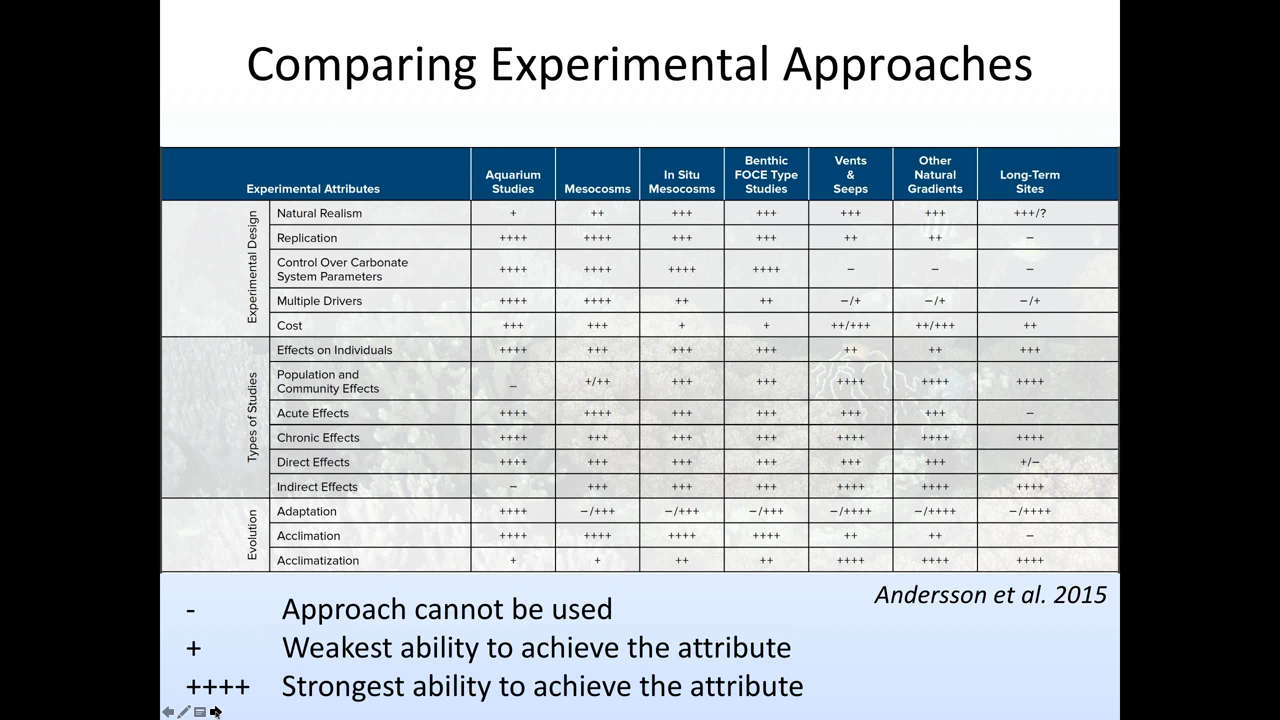 Comparing Experimental Approaches
Experimental Attributes
Aquarium
Studies
Mesocosms
In Situ
Mesocosms
Benthic
FOCE Type
Studies
Vents
&
Seeps
Other
Natural
Gradients
Long-Term
Sites
Experimental Design
Natural Realism + ++ +++ +++ +++ +++ +++/?
Replication ++++ ++++ +++ +++ ++ ++ –
Control Over Carbonate
System Parameters ++++ ++++ ++++ ++++ – – –
Multiple Drivers ++++ ++++ ++ ++ –/+ –/+ –/+
Cost +++ +++ + + ++/+++ ++/+++ ++
Types of Studies
Effects on Individuals ++++ +++ +++ +++ ++ ++ +++
Population and
Community Effects – +/++ +++ +++ ++++ ++++ ++++
Acute Effects ++++ ++++ +++ +++ +++ +++ –
Chronic Effects ++++ +++ +++ +++ ++++ ++++ ++++
Direct Effects ++++ +++ +++ +++ +++ +++ +/–
Indirect Effects – +++ +++ +++ ++++ ++++ ++++
Evolution
Adaptation ++++ –/+++ –/+++ –/+++ –/++++ –/++++ –/++++
Acclimation ++++ ++++ ++++ ++++ ++ ++ –
Acclimatization + + ++ ++ ++++ ++++ ++++
Andersson et al. 2015
- Approach cannot be used
+ Weakest ability to achieve the attribute
++++ Strongest ability to achieve the attribute